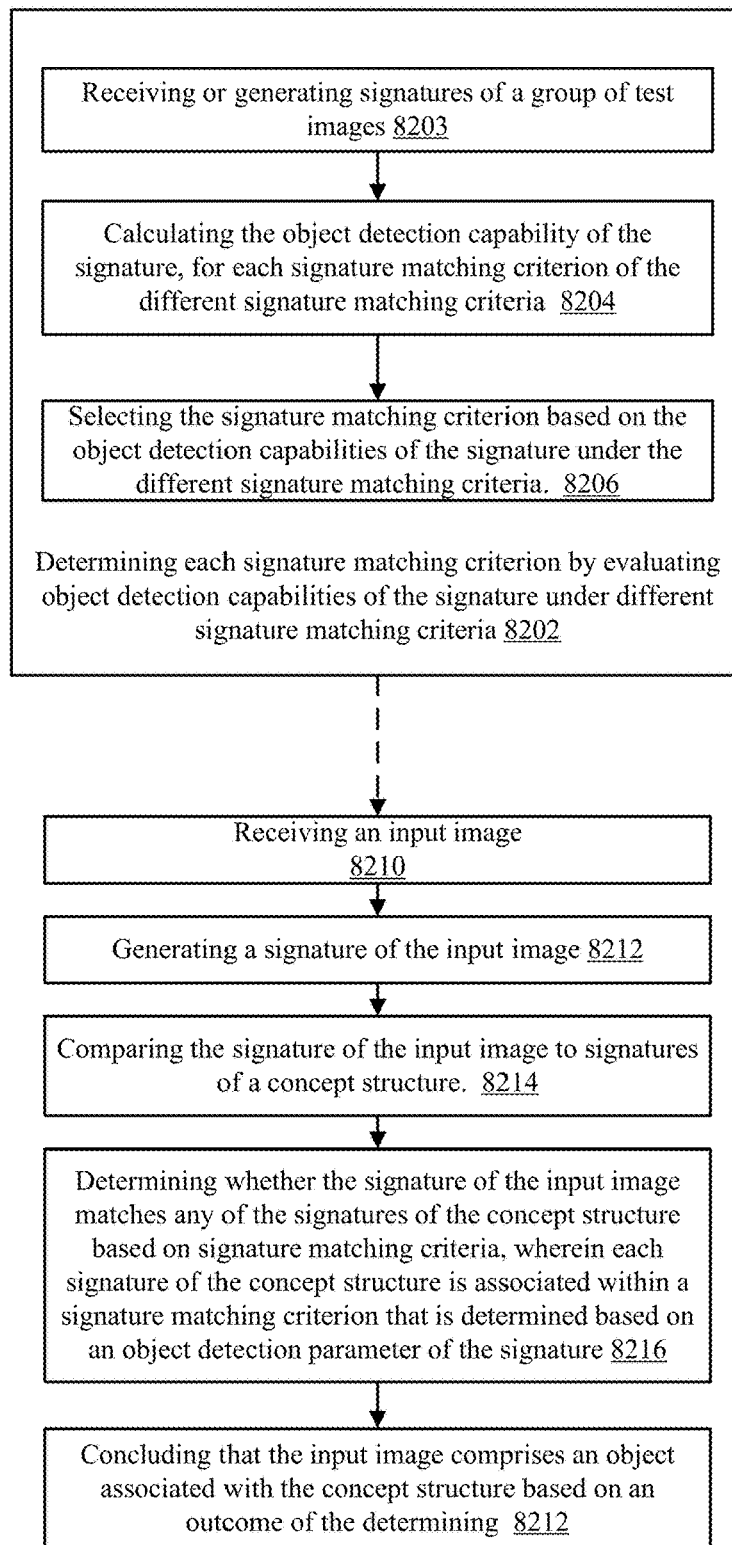 Receiving or generating signatures of a group of test
images 8203
Calculating the object detection capability of the
signature, for each signature matching criterion of the
different signature matching criteria 8204
Selecting the signature matching criterion based on the
object detection capabilities of the signature under the
different signature matching criteria. 8206
Determining each signature matching criterion by evaluating
object detection capabilities of the signature under different
signature matching criteria 8202
Receiving an input image
8210
Generating a signature of the input image 8212
Comparing the signature of the input image to signatures
of a concept structure. 8214
Determining whether the signature of the input image
matches any of the signatures of the concept structure
based on signature matching criteria, wherein each
signature of the concept structure is associated within a
signature matching criterion that is determined based on
an object detection parameter of the signature 8216
Concluding that the input image comprises an object
associated with the concept structure based on an
outcome of the determining 8212